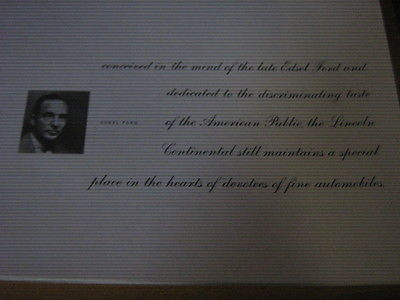 conceived in the mind of the late Edsel Ford and
dedicated to the discriminating taste
EDSEL FORD
of the American Public, the Lincoln
Continental still maintains a special
place in the hearts of devotees of fine automobiles.